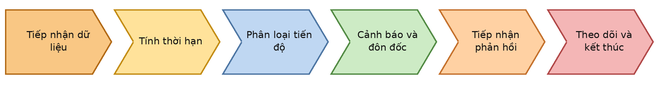 Tiếp nhận dữ
liệu
Tính thời hạn
Phân loại tiến
độ
Cảnh báo và
đôn đốc
Tiếp nhận
phản hồi
Theo dõi và
kết thúc